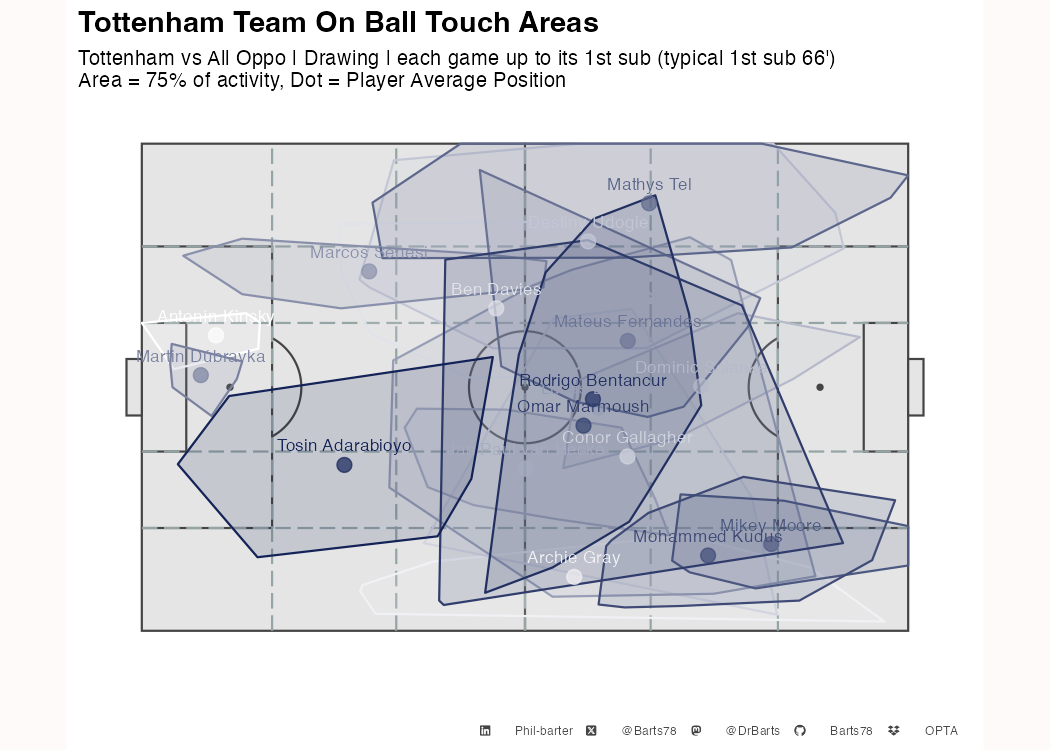 Tottenham Team On Ball Touch Areas
Tottenham vs All Oppo | Drawing | each game up to its 1st sub (typical 1st sub 66')
Area = 75% of activity, Dot = Player Average Position
Mathys Tel
Destiny Udogie
Marcos Senesi
Ben Davies
Antonin Kinsky
Mateus Fernandes
Martin Dubravka
Dominic
Rodrigo Bentancur
Omar Marmoush
Conor Gallagher
Tosin Adarabioyo
Mikey Moore
Mohammed Kudus
Archie Gray
Phil-barter @Barts78 @DrBarts Barts78 OPTA